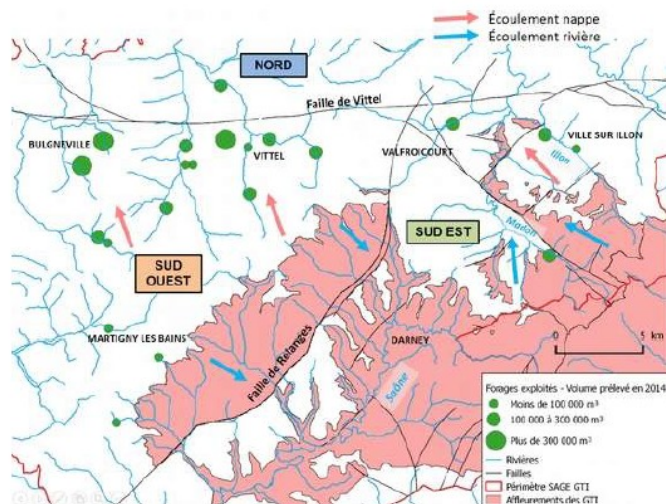 Écoulement nappe
Écoulement rivière
NORD
Faille de Vittel
BULGNEVILLE
VITTEL
VALFROICOURT
VILLE SUR ILLON
Illon
Madon
SUD EST
SUD
OUEST
MARTIGNY LES BAINS
Faille de Relanges
DARNEY
Saône
0 5 km
Forages exploités - Volume prélevé en 2014
Moins de 100 000 m³
100 000 à 300 000 m³
Plus de 300 000 m³
Rivières
Failles
Périmètre SAGE GTI
Affleurements des GTI